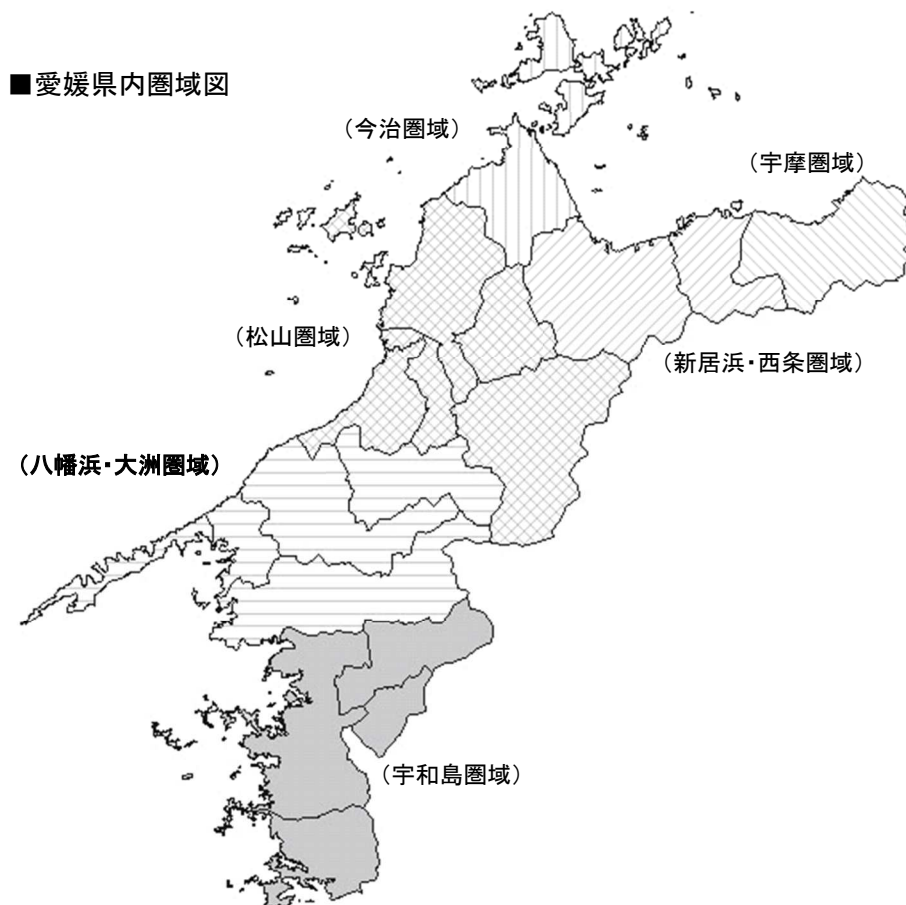 ■愛媛県内圏域図
（今治圏域）
（宇摩圏域）
（松山圏域）
（新居浜・西条圏域）
（八幡浜・大洲圏域）
（宇和島圏域）